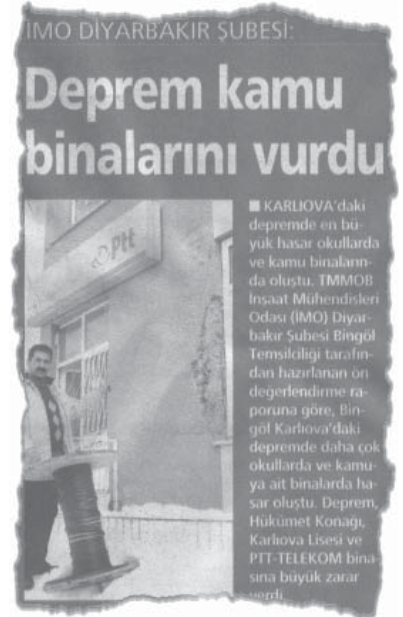 İMO DİYARBAKIR ŞUBESİ:
Deprem kamu
binalarını vurdu
Ptt
■ KARLIOVA'daki
depremde en bü-
yük hasar okullarda
ve kamu binaların-
da oluştu. TMMOB
İnşaat Mühendisleri
Odası (İMO) Diyar-
bakır Şubesi Bingöl
Temsilciliği tarafın-
dan hazırlanan ön
değerlendirme ra-
poruna göre, Bin-
göl Karlıova'daki
depremde daha çok
okullarda ve kamu-
ya ait binalarda ha-
sar oluştu. Deprem,
Hükümet Konağı,
Karlıova Lisesi ve
PTT-TELEKOM bina-
sına büyük zarar
verdi